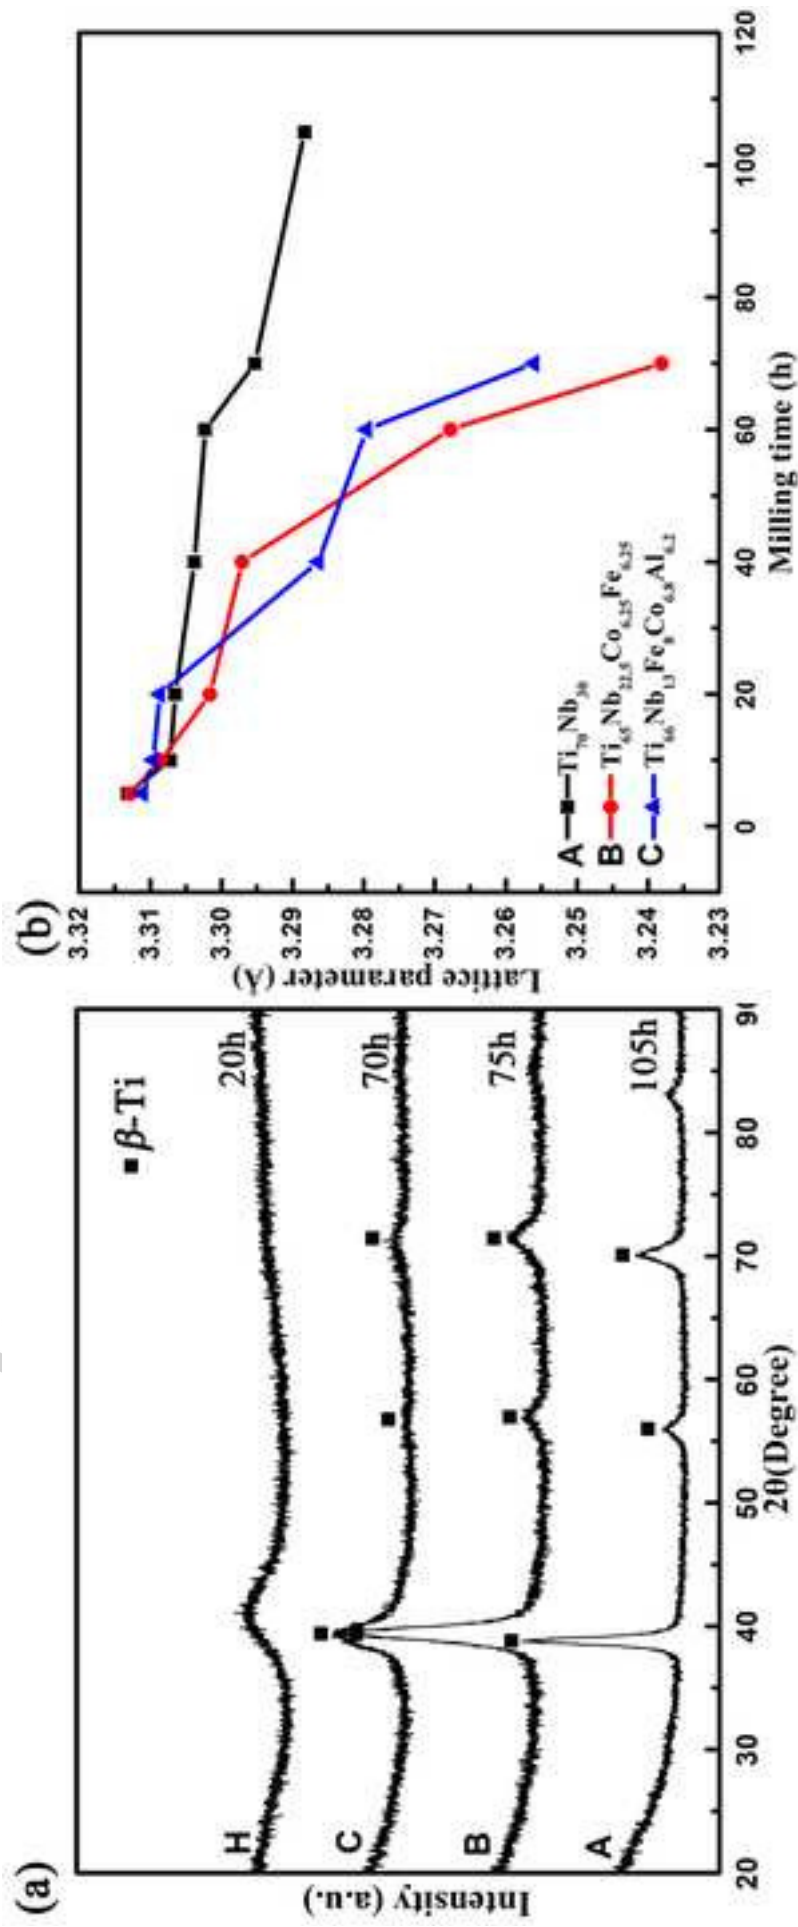 (a)
Intensity (a.u.)
■ β-Ti
H
20h
C
70h
B
75h
A
105h
20
30
40
50
60
70
80
90
2θ(Degree)
(b)
Lattice parameter (Å)
3.32
3.31
3.30
3.29
3.28
3.27
3.26
3.25
3.24
3.23
A Ti70Nb30
B Ti65Nb22.5Co6.25Fe6.25
C Ti66Nb13Fe8Co6.8Al6.2
0
20
40
60
80
100
120
Milling time (h)